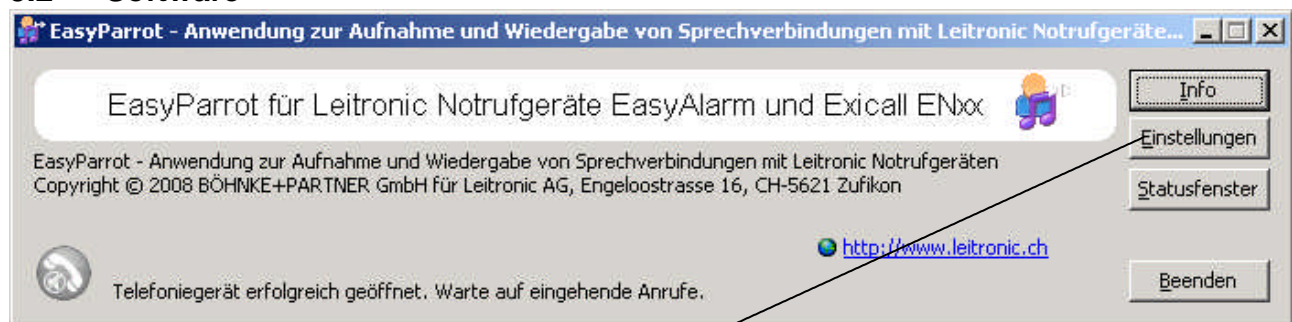 EasyParrot - Anwendung zur Aufnahme und Wiedergabe von Sprechverbindungen mit Leitronic Notrufgeräte...
EasyParrot für Leitronic Notrufgeräte EasyAlarm und Exicall ENxx
Info
Einstellungen
EasyParrot - Anwendung zur Aufnahme und Wiedergabe von Sprechverbindungen mit Leitronic Notrufgeräten
Copyright © 2008 BÖHNKE+PARTNER GmbH für Leitronic AG, Engeloostrasse 16, CH-5621 Zufikon
Statusfenster
http://www.leitronic.ch
Telefoniegerät erfolgreich geöffnet. Warte auf eingehende Anrufe.
Beenden